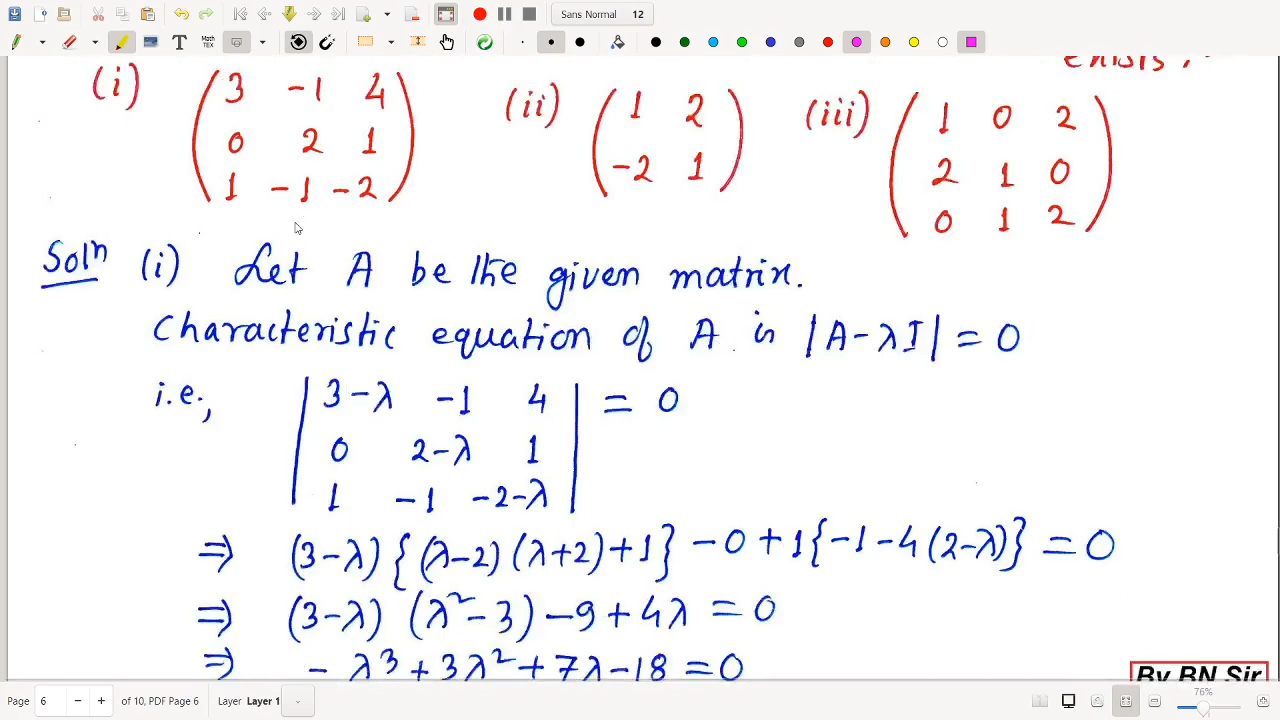 Sans Normal 12
MATH TEX
exists.
(i) (3 -1 4
0 2 1
1 -1 -2)
(ii) (1 2
-2 1)
(iii) (1 0 2
2 1 0
0 1 2)
Soln (i) Let A be the given matrix.
Characteristic equation of A is |A-λI| = 0
i.e., |3-λ -1 4
0 2-λ 1
1 -1 -2-λ| = 0
⇒ (3-λ){(λ-2)(λ+2)+1} -0+1{-1-4(2-λ)} = 0
⇒ (3-λ) (λ²-3) -9+4λ = 0
⇒ -λ³+3λ²+7λ-18 = 0
By BN Sir
Page 6 - + of 10, PDF Page 6 Layer Layer 1 76%